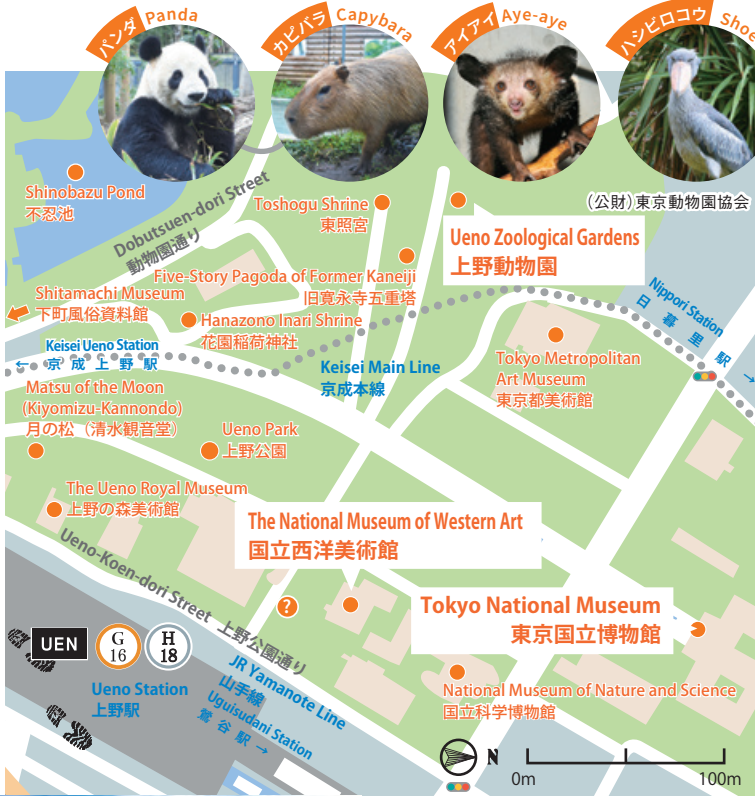 パンダ Panda
カピバラ Capybara
アイアイ Aye-aye
ハシビロコウ Shoe
(公財)東京動物園協会
Shinobazu Pond
不忍池
Dobutsuen-dori Street
動物園通り
Toshogu Shrine
東照宮
Ueno Zoological Gardens
上野動物園
Five-Story Pagoda of Former Kaneiji
旧寛永寺五重塔
Shitamachi Museum
下町風俗資料館
Hanazono Inari Shrine
花園稲荷神社
Nippori Station
日暮里駅 →
Keisei Ueno Station
← 京成上野駅
Keisei Main Line
京成本線
Tokyo Metropolitan
Art Museum
東京都美術館
Matsu of the Moon
(Kiyomizu-Kannondo)
月の松(清水観音堂)
Ueno Park
上野公園
The Ueno Royal Museum
上野の森美術館
The National Museum of Western Art
国立西洋美術館
Ueno-Koen-dori Street 上野公園通り
?
Tokyo National Museum
東京国立博物館
UEN
G
16
H
18
Ueno Station
上野駅
JR Yamanote Line
山手線
Uguisudani Station
鶯谷駅 →
National Museum of Nature and Science
国立科学博物館
N
0m
100m